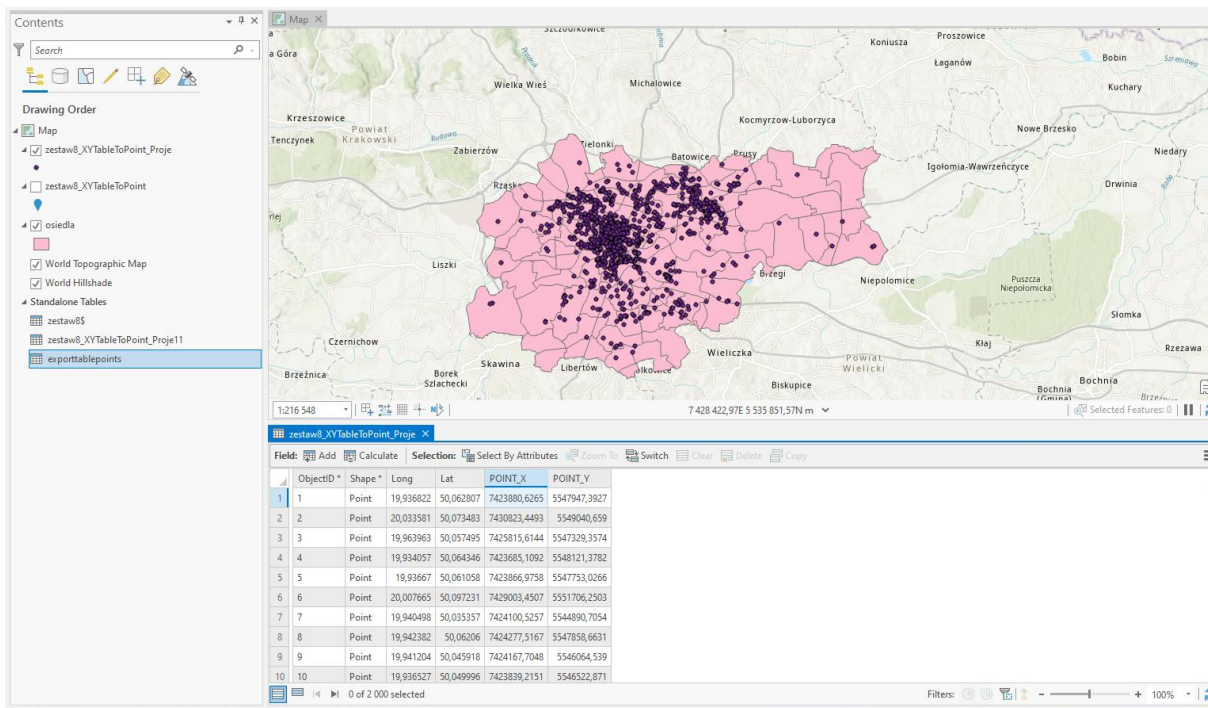 Contents
Search
Drawing Order
Map
zestaw8_XYTableToPoint_Proje
zestaw8_XYTableToPoint
osiedla
World Topographic Map
World Hillshade
Standalone Tables
zestaw8$
zestaw8_XYTableToPoint_Proje11
exporttablepoints
Map
a Góra
Koniusza
Proszowice
Łaganów
Bobin
Kuchary
Wielka Wieś
Michalowice
Krzeszowice
Powiat
Krakowski
Tenczynek
Rudawa
Zabierzów
Zielonki
Kocmyrzow-Luborzyca
Batowice
Prusy
Nowe Brzesko
Igołomia-Wawrzeńczyce
Niedary
Drwinia
Rząsk
Liszki
Brzegi
Niepolomice
Puszcza
Niepołomicka
Słomka
Czernichow
Kłaj
Rzezawa
Skawina
Libertów
Wieliczka
Powiat
Wielicki
Brzeźnica
Borek
Szlachecki
Biskupice
Bochnia
(Gmina)
Bochnia
1:216 548
7 428 422,97E 5 535 851,57N m
Selected Features: 0
zestaw8_XYTableToPoint_Proje
Field: Add Calculate Selection: Select By Attributes Zoom To Switch Clear Delete Copy
ObjectID * Shape * Long Lat POINT_X POINT_Y
1 1 Point 19,936822 50,062807 7423880,6265 5547947,3927
2 2 Point 20,033581 50,073483 7430823,4493 5549040,659
3 3 Point 19,963963 50,057495 7425815,6144 5547329,3574
4 4 Point 19,934057 50,064346 7423685,1092 5548121,3782
5 5 Point 19,93667 50,061058 7423866,9758 5547753,0266
6 6 Point 20,007665 50,097231 7429003,4507 5551706,2503
7 7 Point 19,940498 50,035357 7424100,5257 5544890,7054
8 8 Point 19,942382 50,06206 7424277,5167 5547858,6631
9 9 Point 19,941204 50,045918 7424167,7048 5546064,539
10 10 Point 19,936527 50,049996 7423839,2151 5546522,871
0 of 2 000 selected
Filters:
100%